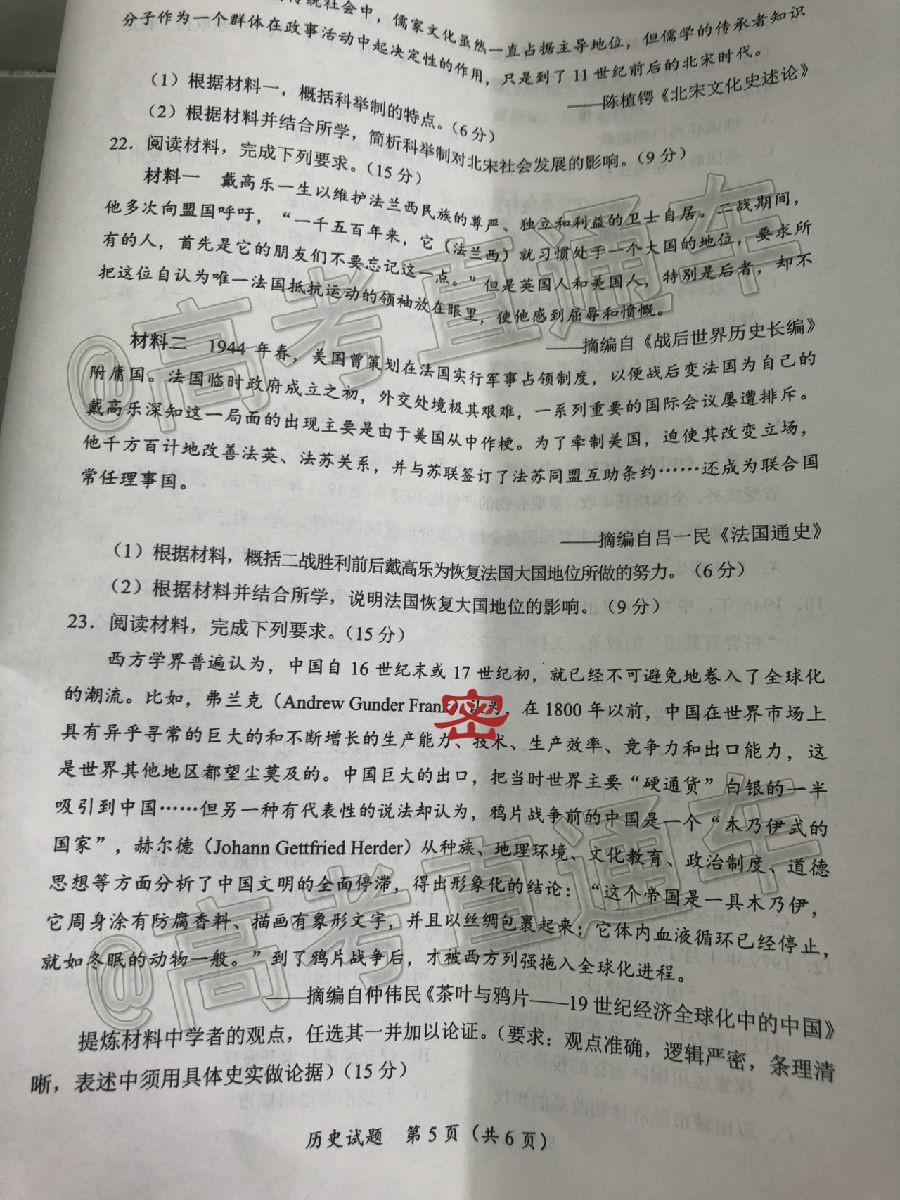 传统社会中，儒家文化虽然一直占据主导地位，但儒学的传承者知识
分子作为一个群体在政事活动中起决定性的作用，只是到了 11 世纪前后的北宋时代。
——陈植锷《北宋文化史述论》
（1）根据材料一，概括科举制的特点。（6 分）
（2）根据材料并结合所学，简析科举制对北宋社会发展的影响。（9 分）
22．阅读材料，完成下列要求。（15 分）
材料一　戴高乐一生以维护法兰西民族的尊严、独立和利益的卫士自居。二战期间，
他多次向盟国呼吁，“一千五百年来，它（法兰西）就习惯处于一个大国的地位，要求所
有的人，首先是它的朋友们不要忘记这一点。”但是英国人和美国人，特别是后者，却不
把这位自认为唯一法国抵抗运动的领袖放在眼里，使他感到屈辱和愤慨。
——摘编自《战后世界历史长编》
材料二　1944 年春，美国曾策划在法国实行军事占领制度，以便战后变法国为自己的
附庸国。法国临时政府成立之初，外交处境极其艰难，一系列重要的国际会议屡遭排斥。
戴高乐深知这一局面的出现主要是由于美国从中作梗。为了牵制美国，迫使其改变立场，
他千方百计地改善法英、法苏关系，并与苏联签订了法苏同盟互助条约……还成为联合国
常任理事国。
——摘编自吕一民《法国通史》
（1）根据材料，概括二战胜利前后戴高乐为恢复法国大国地位所做的努力。（6 分）
（2）根据材料并结合所学，说明法国恢复大国地位的影响。（9 分）
23．阅读材料，完成下列要求。（15 分）
西方学界普遍认为，中国自 16 世纪末或 17 世纪初，就已经不可避免地卷入了全球化
的潮流。比如，弗兰克（Andrew Gunder Frank）认为，在 1800 年以前，中国在世界市场上
具有异乎寻常的巨大的和不断增长的生产能力、技术、生产效率、竞争力和出口能力，这
是世界其他地区都望尘莫及的。中国巨大的出口，把当时世界主要“硬通货”白银的一半
吸引到中国……但另一种有代表性的说法却认为，鸦片战争前的中国是一个“木乃伊式的
国家”，赫尔德（Johann Gettfried Herder）从种族、地理环境、文化教育、政治制度、道德
思想等方面分析了中国文明的全面停滞，得出形象化的结论：“这个帝国是一具木乃伊，
它周身涂有防腐香料、描画有象形文字，并且以丝绸包裹起来；它体内血液循环已经停止，
就如冬眠的动物一般。”到了鸦片战争后，才被西方列强拖入全球化进程。
——摘编自仲伟民《茶叶与鸦片——19 世纪经济全球化中的中国》
提炼材料中学者的观点，任选其一并加以论证。（要求：观点准确，逻辑严密，条理清
晰，表述中须用具体史实做论据）（15 分）
历史试题　第 5 页（共 6 页）
密
@高考直通车
@高考直通车